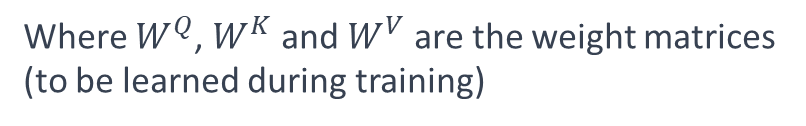 Where W^Q, W^K and W^V are the weight matrices
(to be learned during training)